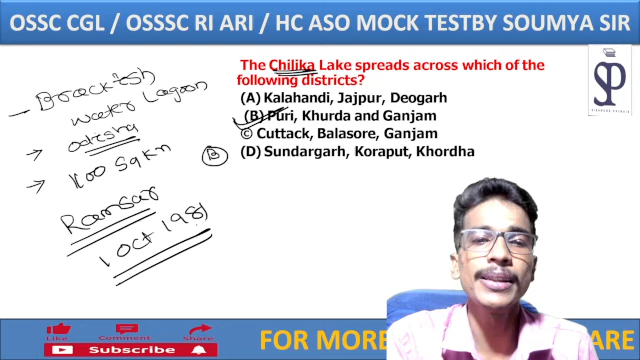 OSSC CGL / OSSSC RI ARI / HC ASO MOCK TESTBY SOUMYA SIR
The Chilika Lake spreads across which of the
following districts?
(A) Kalahandi, Jajpur, Deogarh
(B) Puri, Khurda and Ganjam
© Cuttack, Balasore, Ganjam
(D) Sundargarh, Koraput, Khordha
Brackish
water Lagoon
Odisha
1100 Sqkm
B
Ramsar
1 Oct 1981
SP
Like
Comment
Share
Subscribe
FOR MORE
ARE